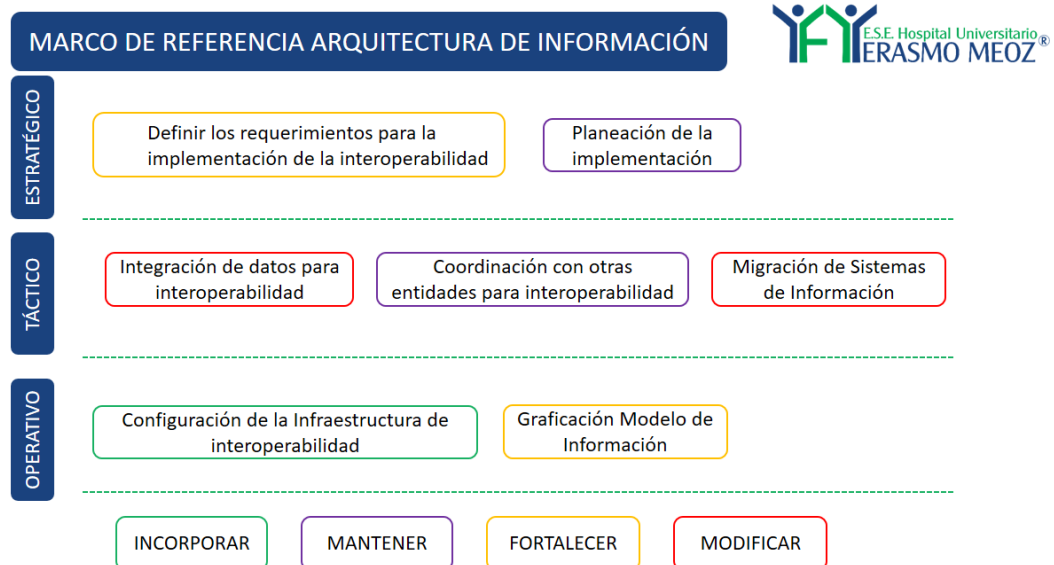 MARCO DE REFERENCIA ARQUITECTURA DE INFORMACIÓN
E.S.E. Hospital Universitario
ERASMO MEOZ®
ESTRATÉGICO
Definir los requerimientos para la
implementación de la interoperabilidad
Planeación de la
implementación
TÁCTICO
Integración de datos para
interoperabilidad
Coordinación con otras
entidades para interoperabilidad
Migración de Sistemas
de Información
OPERATIVO
Configuración de la Infraestructura de
interoperabilidad
Graficación Modelo de
Información
INCORPORAR
MANTENER
FORTALECER
MODIFICAR